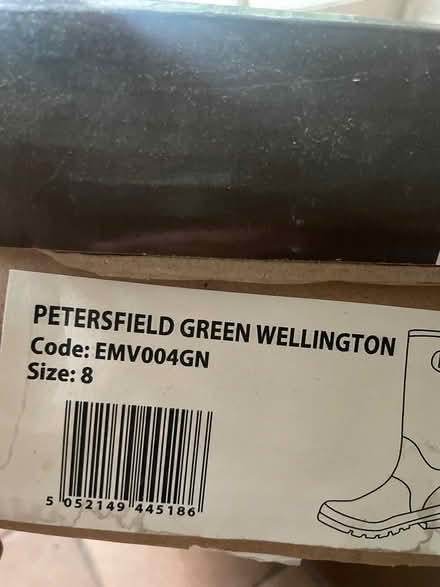 PETERSFIELD GREEN WELLINGTON
Code: EMV004GN
Size: 8
5 052149 445186